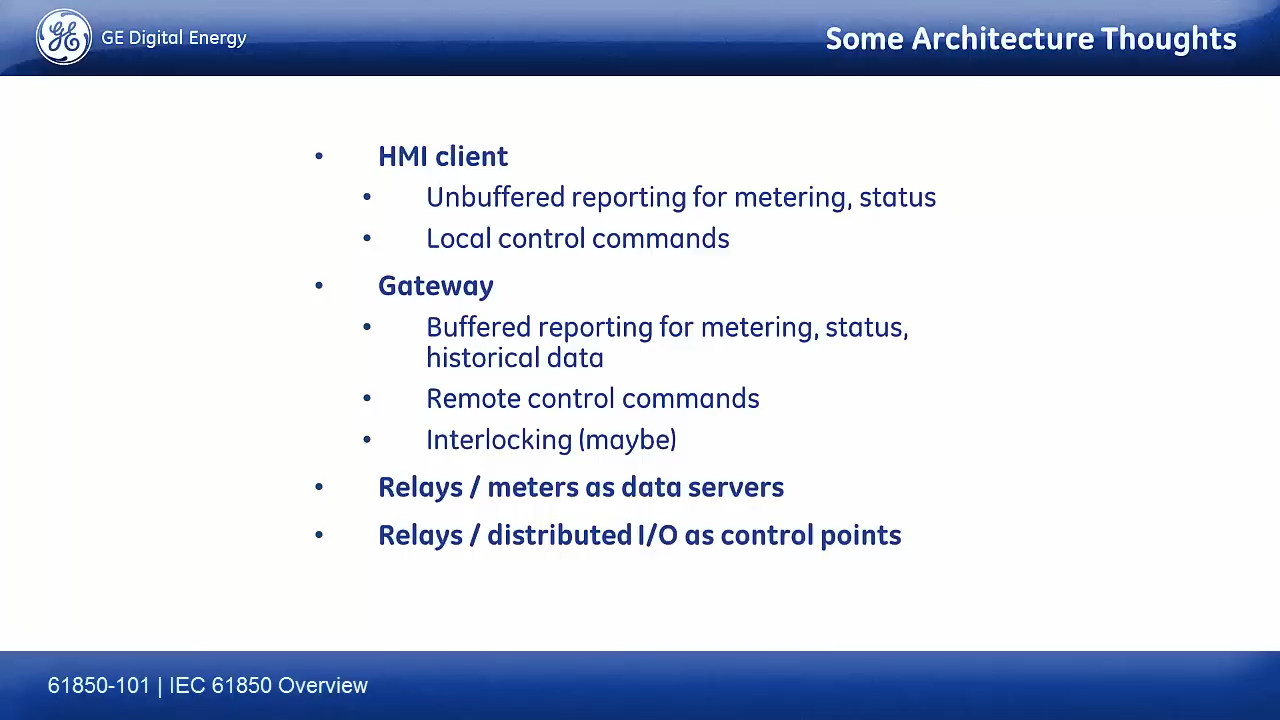 GE Digital Energy
Some Architecture Thoughts
• HMI client
• Unbuffered reporting for metering, status
• Local control commands
• Gateway
• Buffered reporting for metering, status,
historical data
• Remote control commands
• Interlocking (maybe)
• Relays / meters as data servers
• Relays / distributed I/O as control points
61850-101 | IEC 61850 Overview